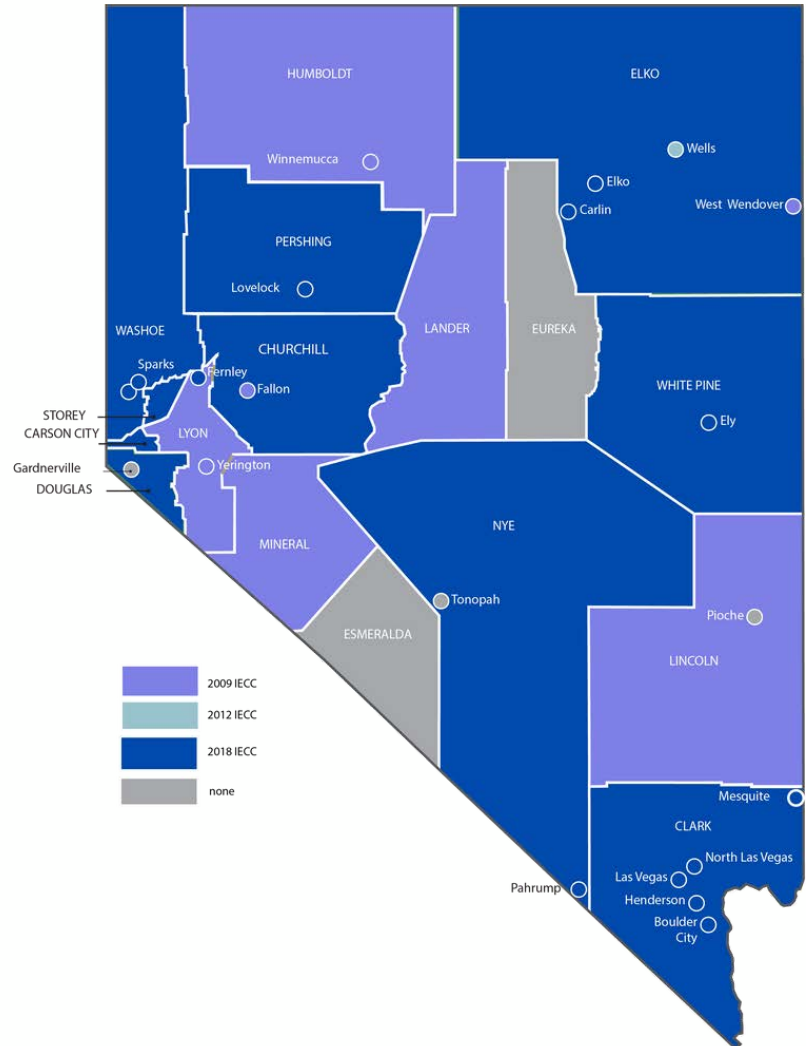 HUMBOLDT
ELKO
Winnemucca
Wells
Elko
Carlin
West Wendover
PERSHING
Lovelock
WASHOE
CHURCHILL
LANDER
EUREKA
Sparks
Fernley
Fallon
WHITE PINE
Ely
STOREY
CARSON CITY
LYON
Gardnerville
Yerington
DOUGLAS
NYE
MINERAL
Tonopah
Pioche
ESMERALDA
LINCOLN
2009 IECC
2012 IECC
2018 IECC
none
Mesquite
CLARK
North Las Vegas
Las Vegas
Pahrump
Henderson
Boulder
City